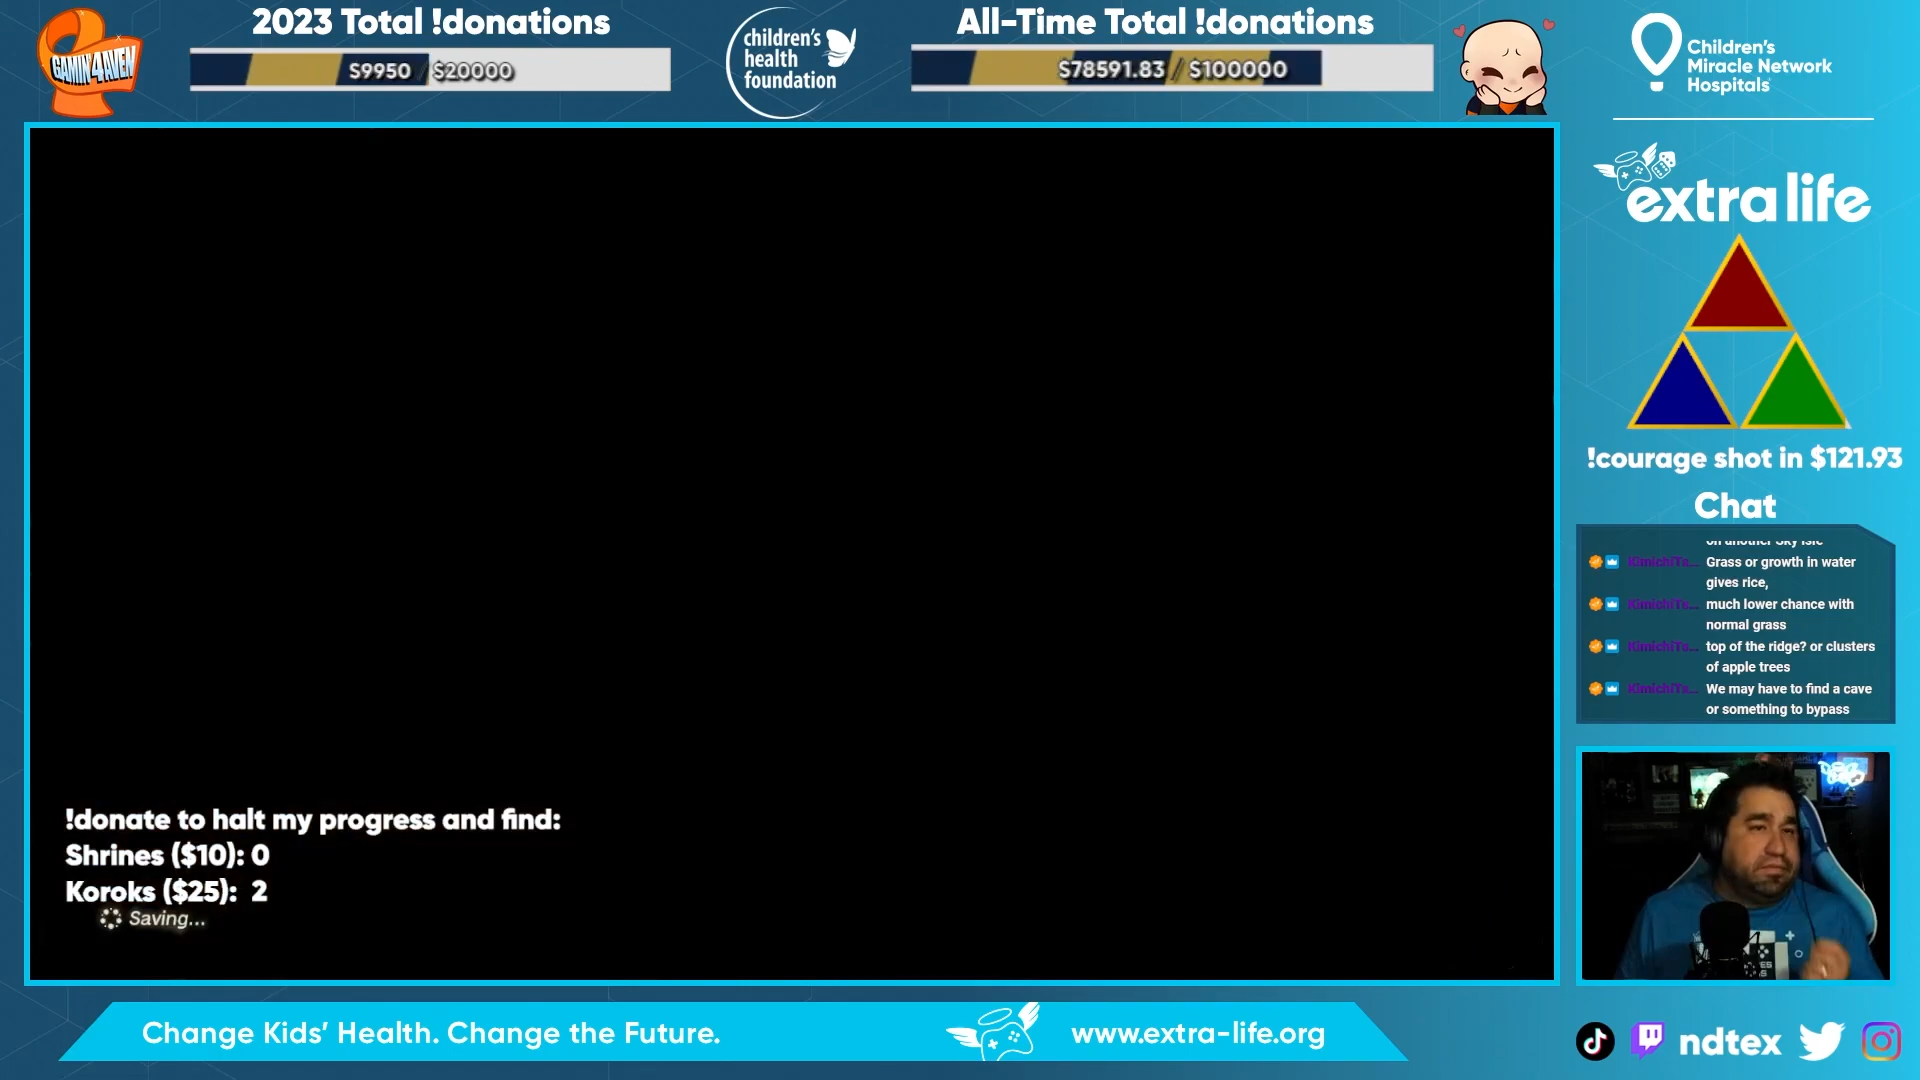 2023 Total !donations
$9950 / $20000
GAMIN4AVEN
children's
health
foundation
All-Time Total !donations
$78591.83 / $100000
Children's
Miracle Network
Hospitals
extra life
!courage shot in $121.93
Chat
on another Sky Isle
Grass or growth in water
gives rice,
much lower chance with
normal grass
top of the ridge? or clusters
of apple trees
We may have to find a cave
or something to bypass
!donate to halt my progress and find:
Shrines ($10): 0
Koroks ($25): 2
Saving...
Change Kids' Health. Change the Future.
www.extra-life.org
ndtex